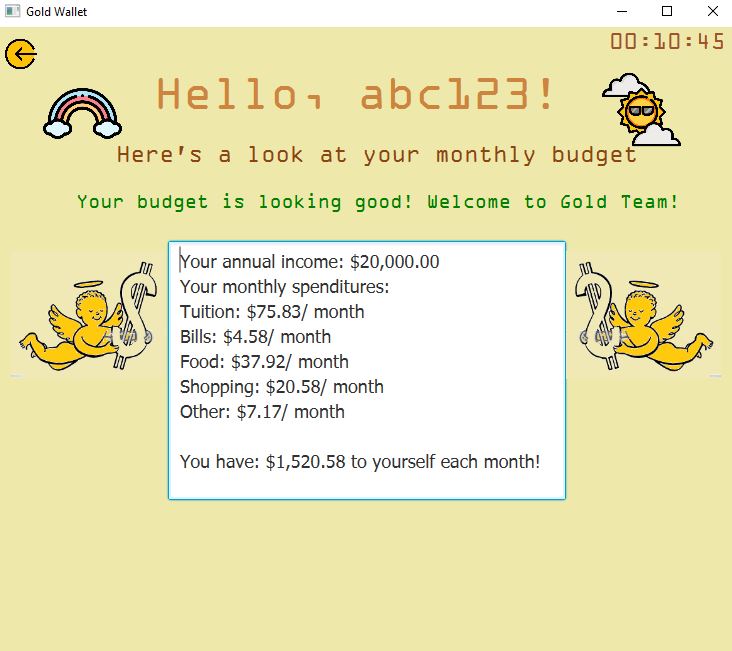 Gold Wallet
00:10:45
Hello, abc123!
Here's a look at your monthly budget
Your budget is looking good! Welcome to Gold Team!
Your annual income: $20,000.00
Your monthly spenditures:
Tuition: $75.83/ month
Bills: $4.58/ month
Food: $37.92/ month
Shopping: $20.58/ month
Other: $7.17/ month
You have: $1,520.58 to yourself each month!